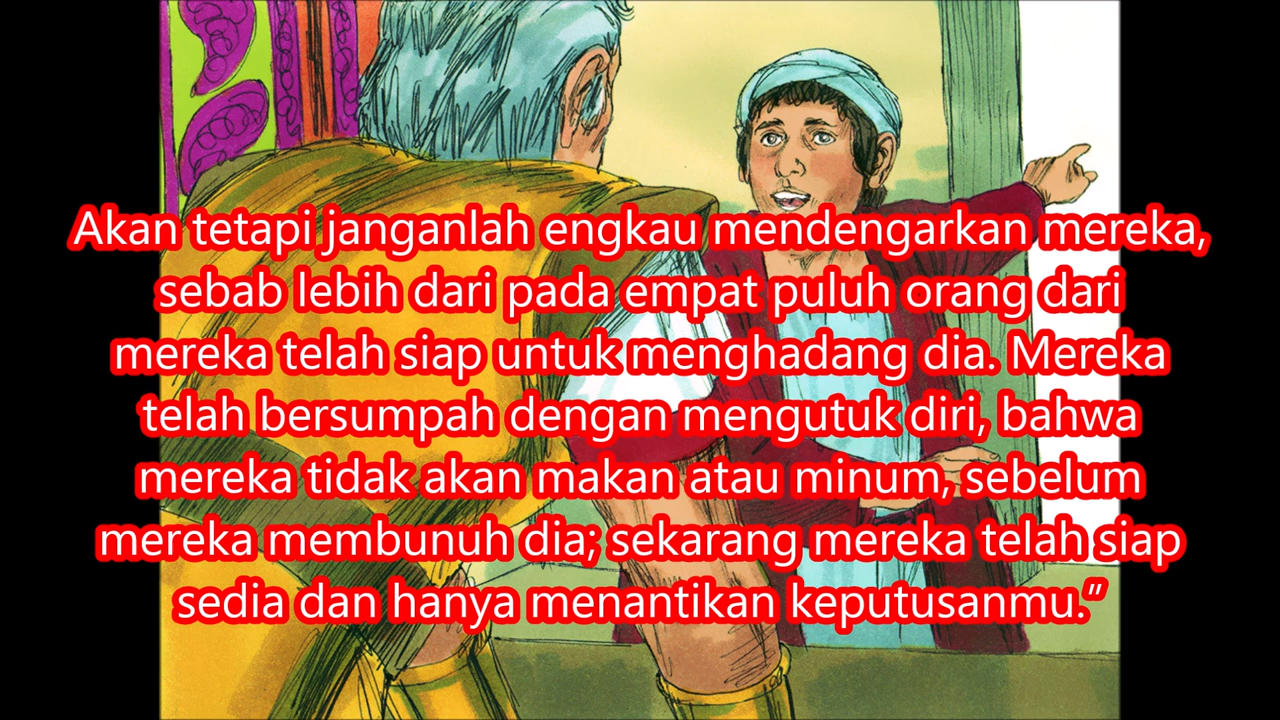 Akan tetapi janganlah engkau mendengarkan mereka,
sebab lebih dari pada empat puluh orang dari
mereka telah siap untuk menghadang dia. Mereka
telah bersumpah dengan mengutuk diri, bahwa
mereka tidak akan makan atau minum, sebelum
mereka membunuh dia; sekarang mereka telah siap
sedia dan hanya menantikan keputusanmu.”